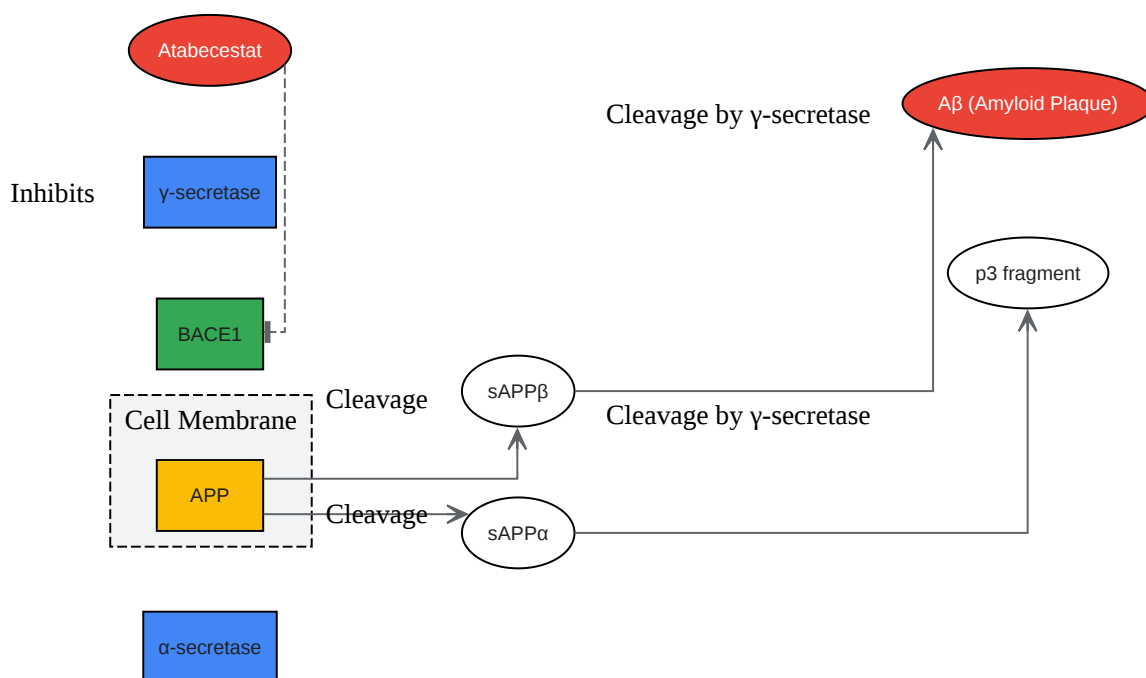 Atabecestat
Aβ (Amyloid Plaque)
Cleavage by γ-secretase
γ-secretase
Inhibits
p3 fragment
BACE1
sAPPβ
Cleavage
Cleavage by γ-secretase
Cell Membrane
APP
Cleavage
sAPPα
α-secretase